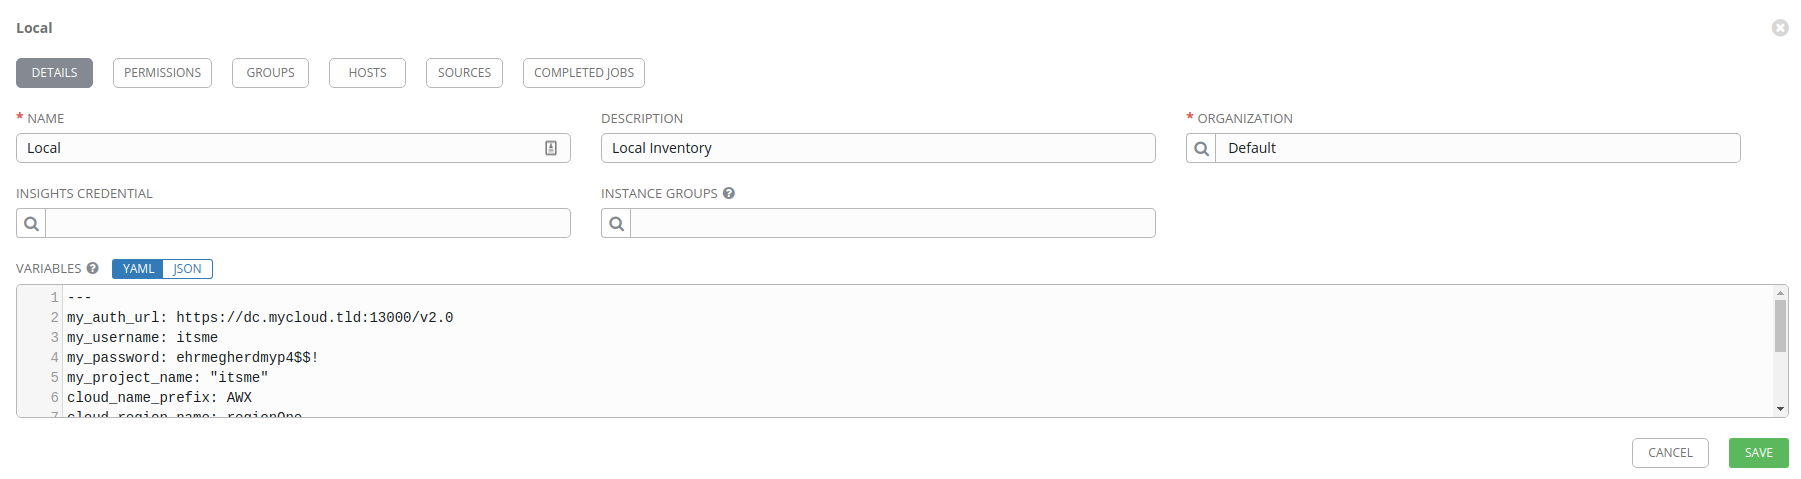 Local
DETAILS PERMISSIONS GROUPS HOSTS SOURCES COMPLETED JOBS
* NAME DESCRIPTION * ORGANIZATION
Local Local Inventory Default
INSIGHTS CREDENTIAL INSTANCE GROUPS ?
VARIABLES ? YAML JSON
1 ---
2 my_auth_url: https://dc.mycloud.tld:13000/v2.0
3 my_username: itsme
4 my_password: ehrmegherdmyp4$$!
5 my_project_name: "itsme"
6 cloud_name_prefix: AWX
7 cloud_region_name: regionOne
CANCEL SAVE